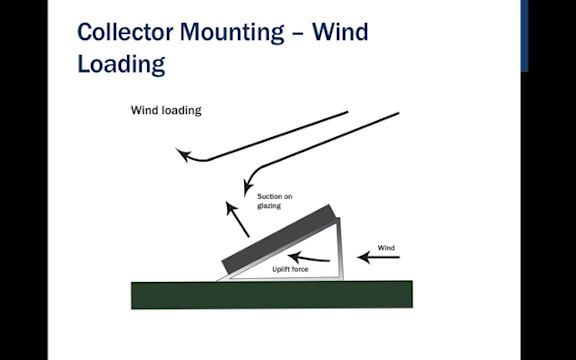 Collector Mounting – Wind
Loading
Wind loading
Suction on
glazing
Wind
Uplift force